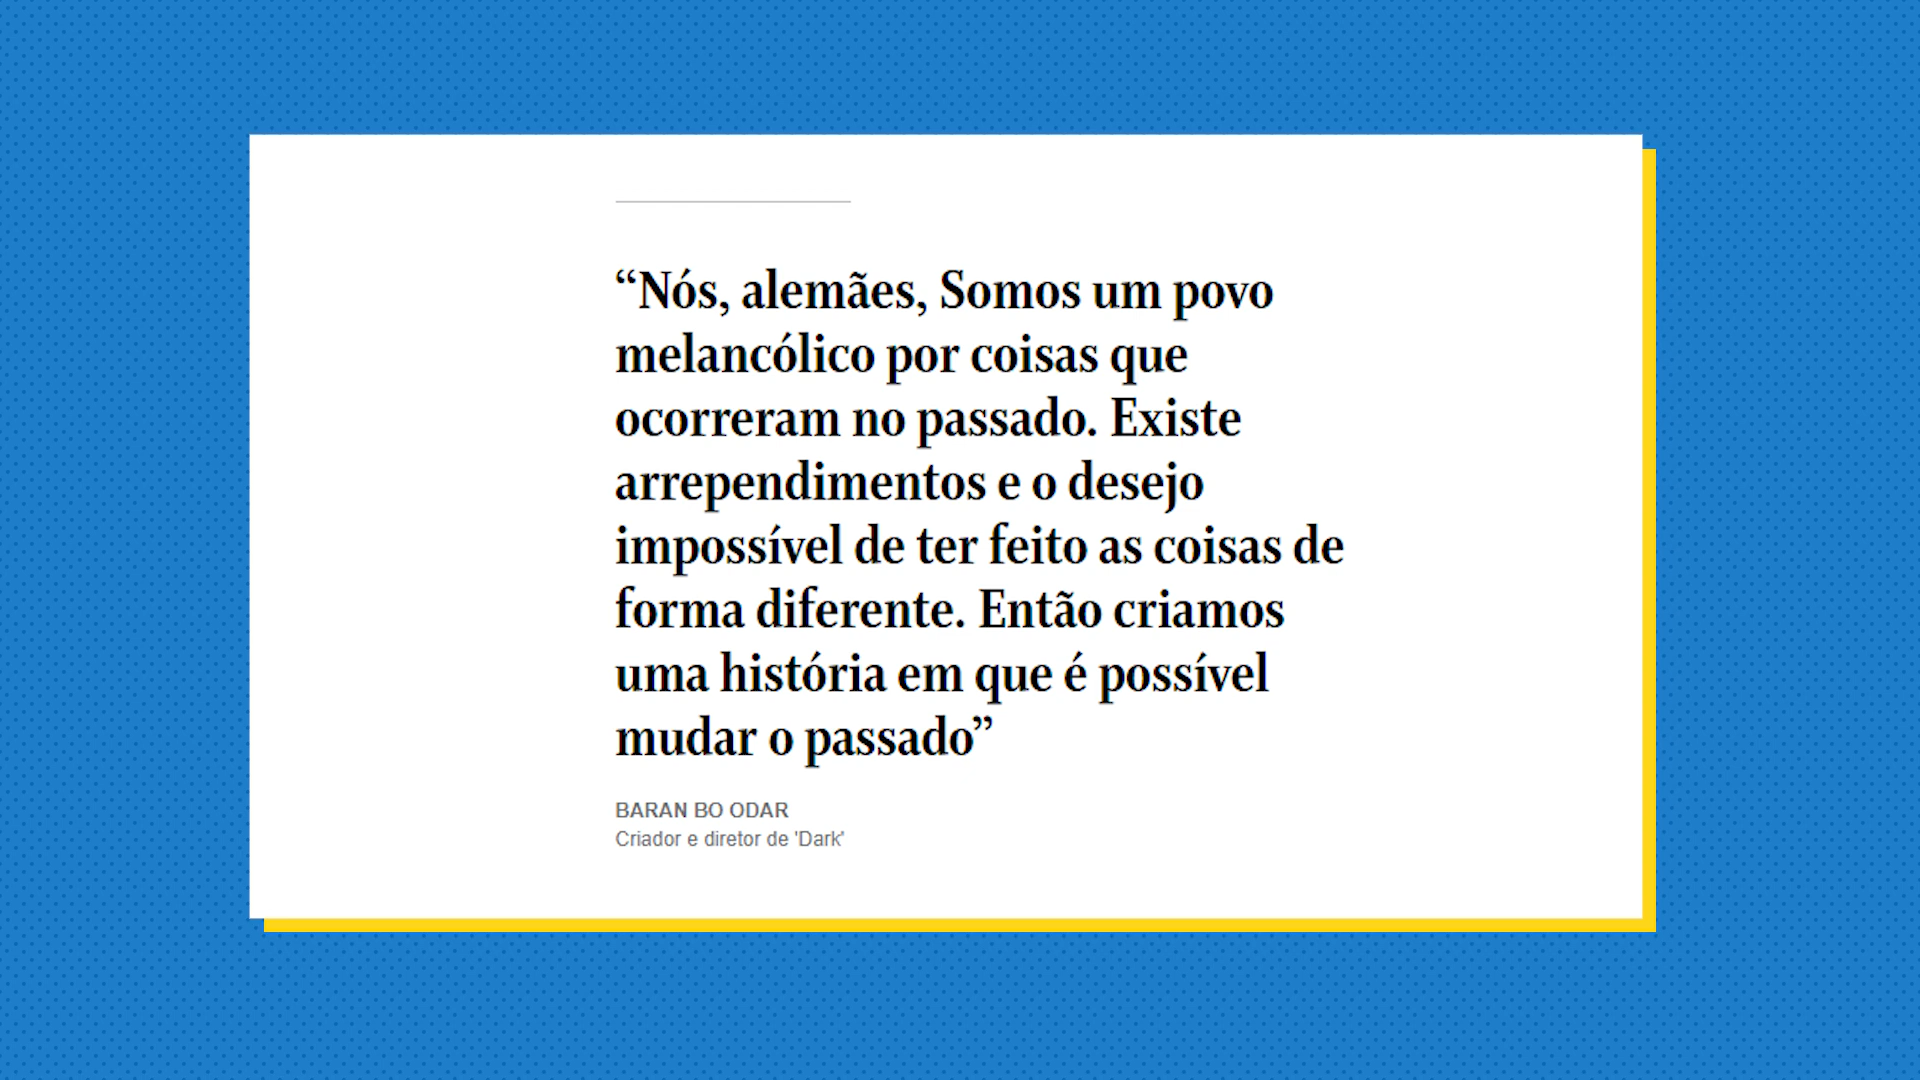 “Nós, alemães, Somos um povo
melancólico por coisas que
ocorreram no passado. Existe
arrependimentos e o desejo
impossível de ter feito as coisas de
forma diferente. Então criamos
uma história em que é possível
mudar o passado”
BARAN BO ODAR
Criador e diretor de 'Dark'